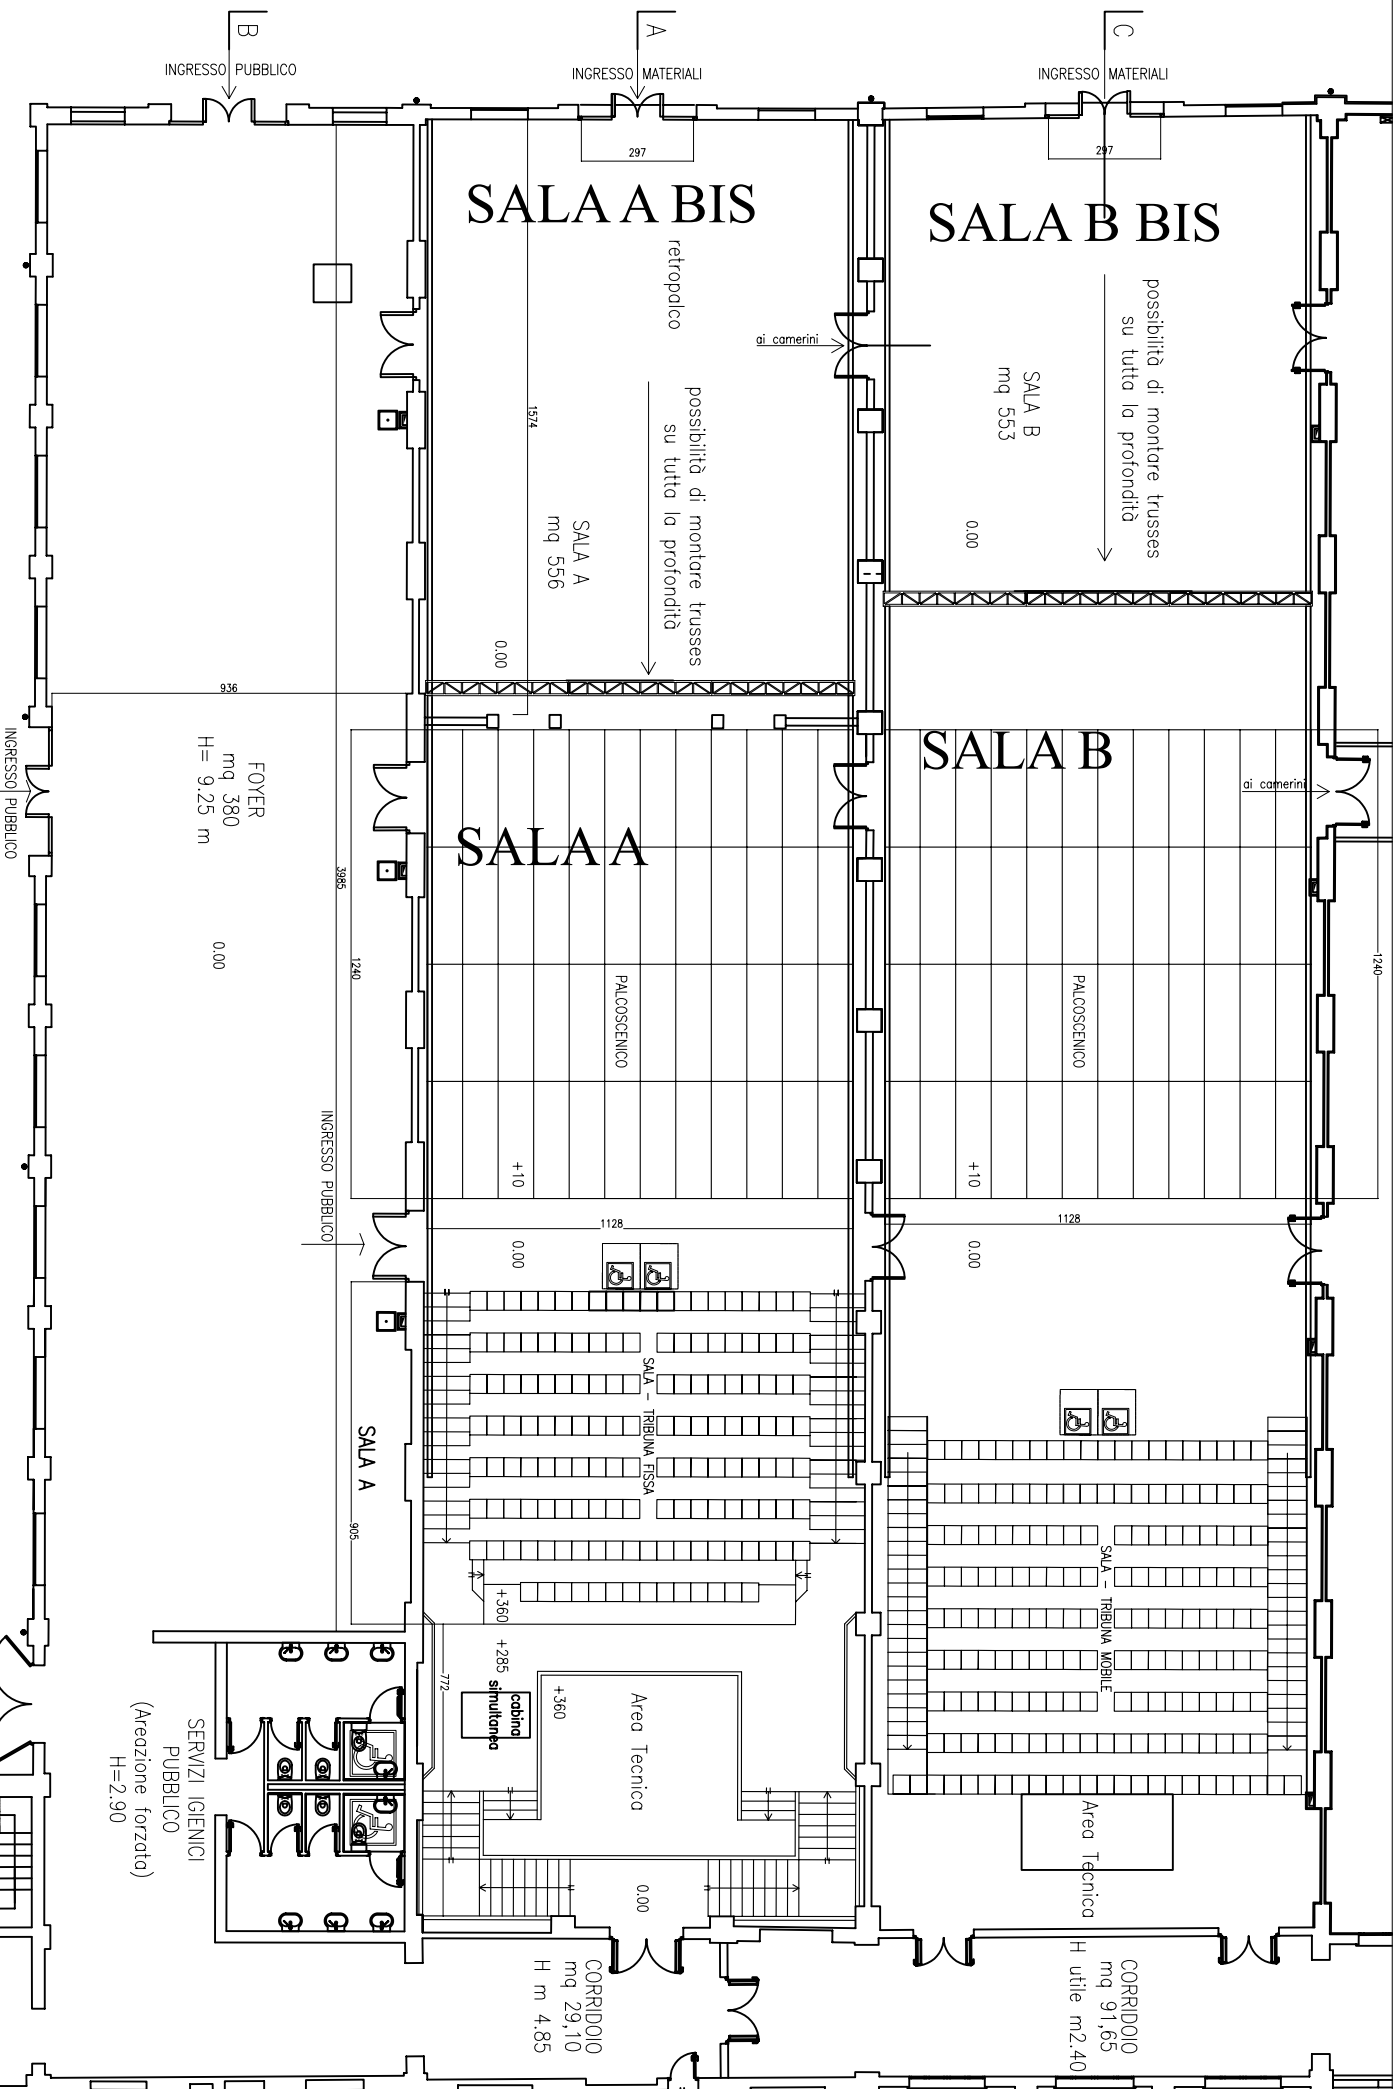 B
A
C
INGRESSO PUBBLICO
INGRESSO MATERIALI
INGRESSO MATERIALI
297
297
SALA A BIS
SALA B BIS
retropalco
ai camerini
possibilità di montare trusses
su tutta la profondità
SALA B
mq 553
0.00
1574
possibilità di montare trusses
su tutta la profondità
SALA A
mq 556
0.00
936
INGRESSO PUBBLICO
FOYER
mq 380
H= 9.25 m
0.00
3985
SALA B
ai camerini
SALA A
1240
1240
PALCOSCENICO
PALCOSCENICO
+10
+10
INGRESSO PUBBLICO
1128
1128
0.00
0.00
SALA - TRIBUNA FISSA
SALA A
905
SALA - TRIBUNA MOBILE
+360
+285
772
cabina
simultanea
+360
Area Tecnica
Area Tecnica
0.00
SERVIZI IGIENICI
PUBBLICO
(Areazione forzata)
H=2.90
CORRIDOIO
mq 29,10
H m 4.85
CORRIDOIO
mq 91,65
H utile m2.40